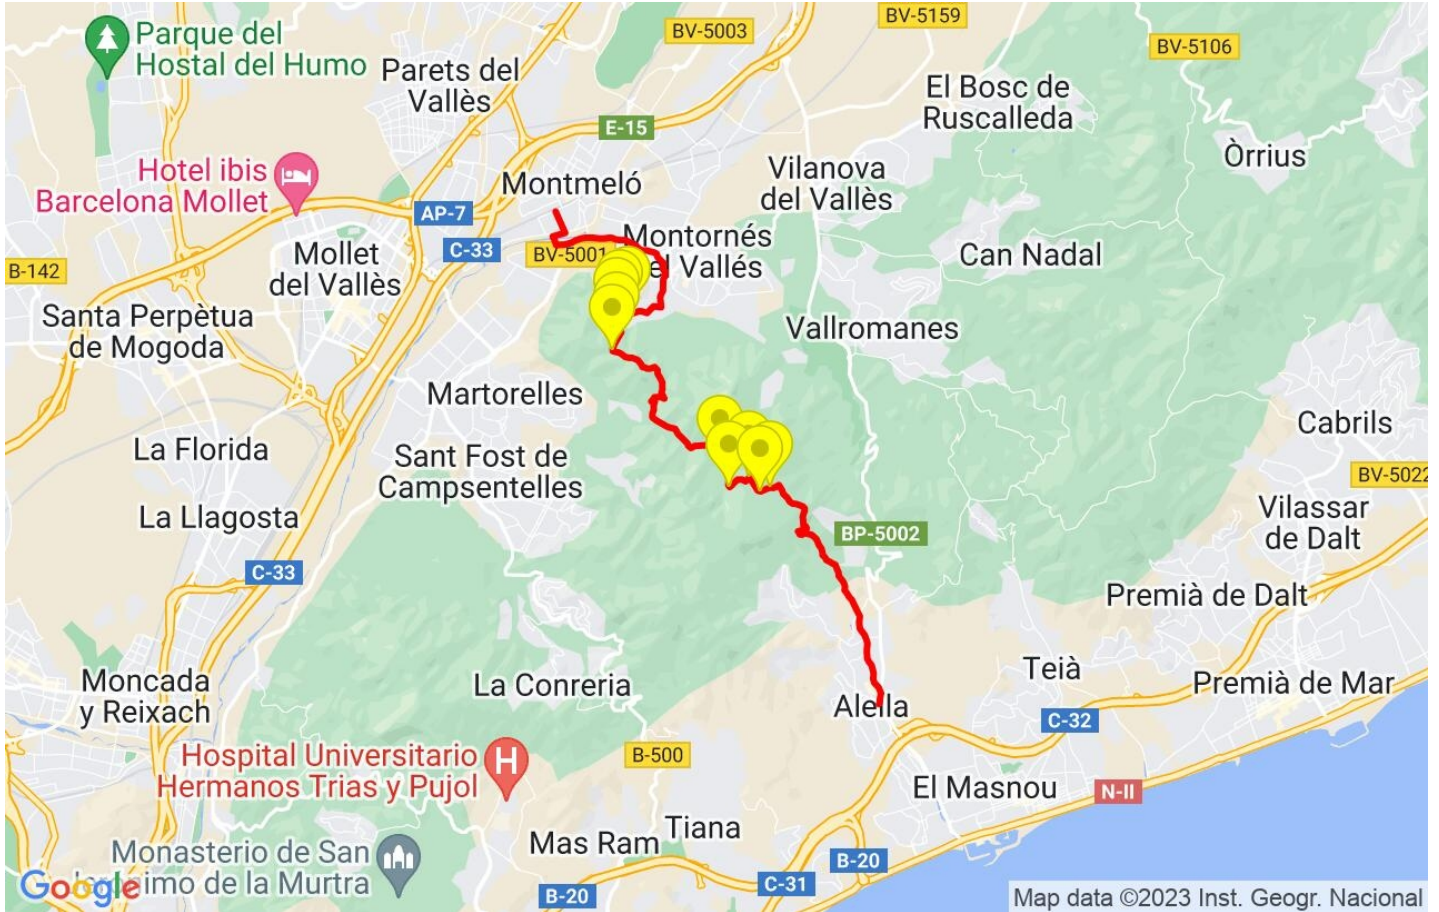 BV-5159
Parque del
Hostal del Humo
BV-5003
BV-5106
Parets del
Vallès
El Bosc de
Ruscalleda
E-15
Òrrius
Hotel ibis
Barcelona Mollet
Montmeló
Vilanova
del Vallès
AP-7
C-33
BV-5001
Montornés
el Vallés
Mollet
del Vallès
Can Nadal
B-142
Santa Perpètua
de Mogoda
Vallromanes
Martorelles
Cabrils
La Florida
Sant Fost de
Campsentelles
BV-5022
La Llagosta
Vilassar
de Dalt
BP-5002
C-33
Premià de Dalt
Moncada
y Reixach
La Conreria
Teià
Premià de Mar
Alella
C-32
Hospital Universitario
Hermanos Trias y Pujol
B-500
El Masnou
N-II
Mas Ram
Tiana
Monasterio de San
Jerónimo de la Murtra
B-20
C-31
B-20
Google
Map data ©2023 Inst. Geogr. Nacional